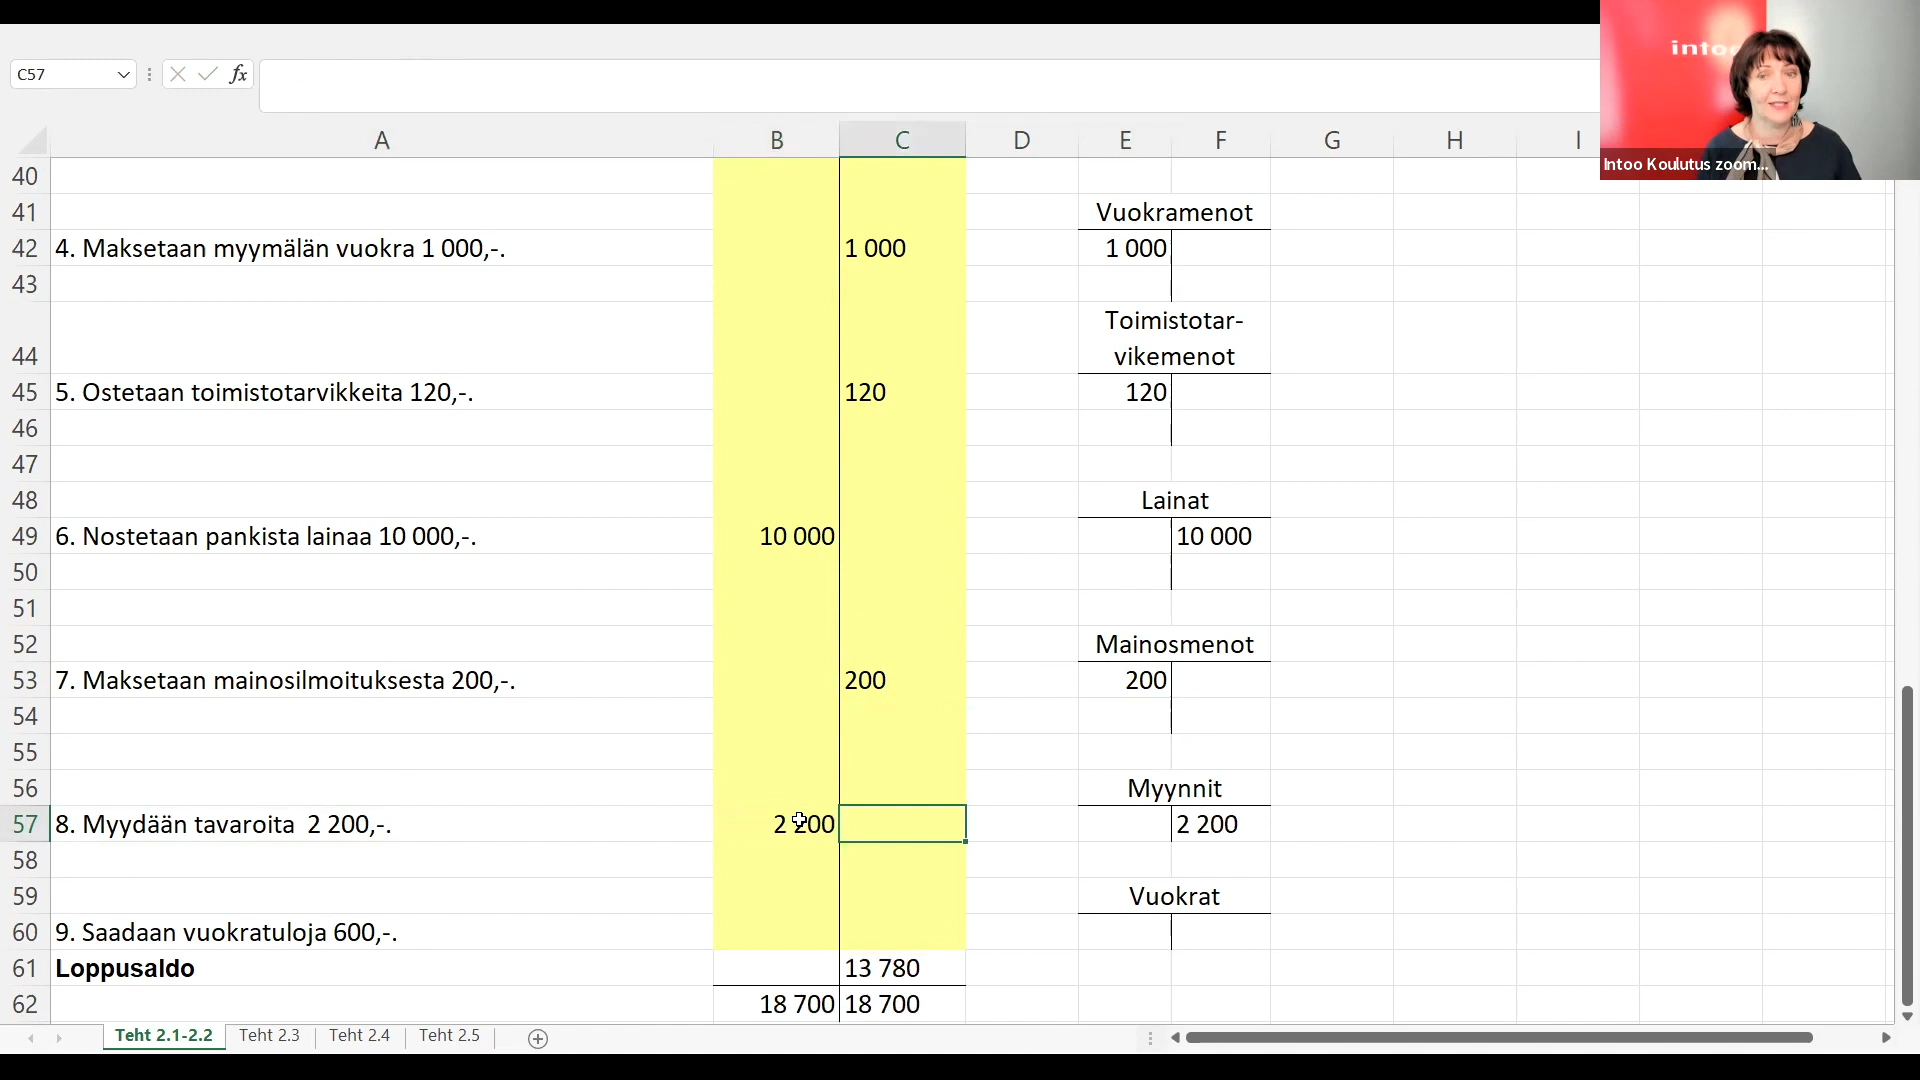 intoo
C57
fx
Intoo Koulutus zoom...
A B C D E F G H I
40
41 Vuokramenot
42 4. Maksetaan myymälän vuokra 1 000,-. 1 000 1 000
43
Toimistotar-
44 vikemenot
45 5. Ostetaan toimistotarvikkeita 120,-. 120 120
46
47
48 Lainat
49 6. Nostetaan pankista lainaa 10 000,-. 10 000 10 000
50
51
52 Mainosmenot
53 7. Maksetaan mainosilmoituksesta 200,-. 200 200
54
55
56 Myynnit
57 8. Myydään tavaroita 2 200,-. 2 200 2 200
58
59 Vuokrat
60 9. Saadaan vuokratuloja 600,-.
61 Loppusaldo 13 780
62 18 700 18 700
Teht 2.1-2.2 Teht 2.3 Teht 2.4 Teht 2.5